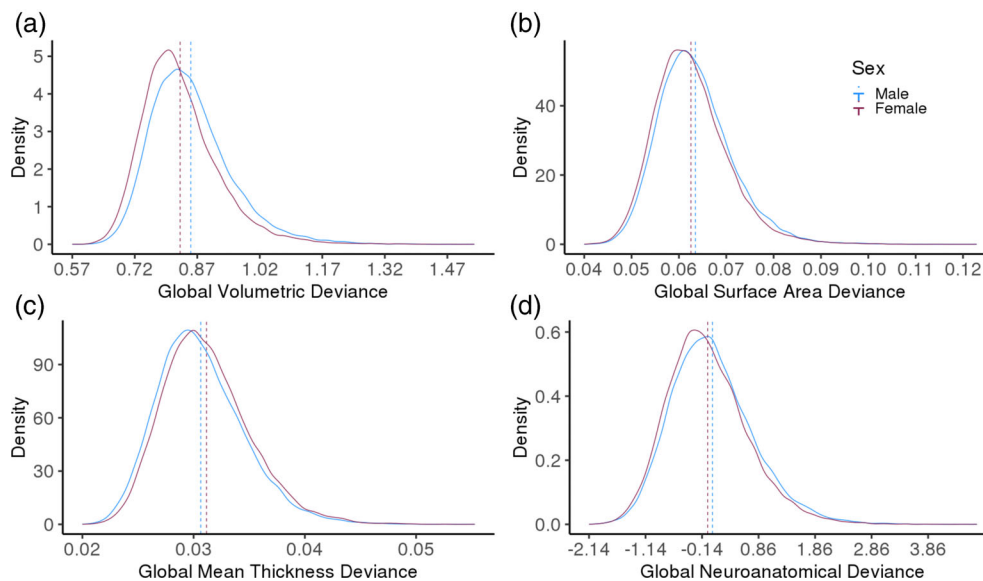 (a)
Density
5
4
3
2
1
0
0.57 0.72 0.87 1.02 1.17 1.32 1.47
Global Volumetric Deviance
(b)
Density
40
20
0
0.04 0.05 0.06 0.07 0.08 0.09 0.10 0.12
Global Surface Area Deviance
Sex
Male
Female
(c)
Density
90
60
30
0
0.02 0.03 0.04 0.05
Global Mean Thickness Deviance
(d)
Density
0.6
0.4
0.2
0.0
-2.14 -1.14 -0.14 0.86 1.86 2.86 3.86
Global Neuroanatomical Deviance